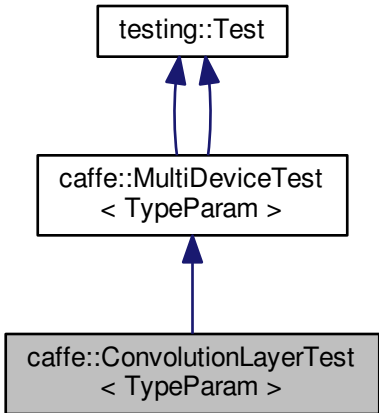 testing::Test
caffe::MultiDeviceTest
< TypeParam >
caffe::ConvolutionLayerTest
< TypeParam >